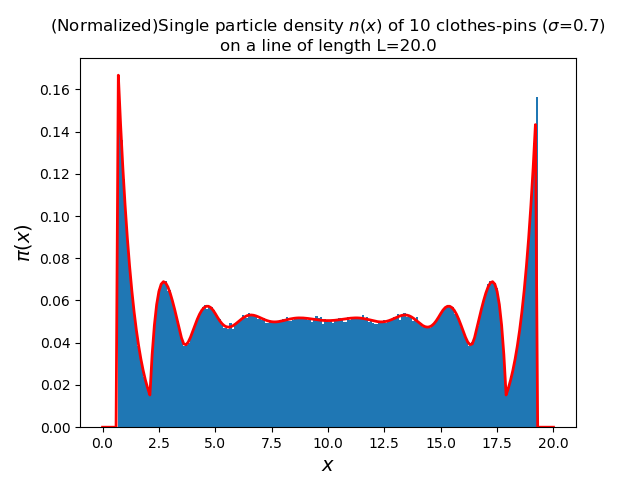 (Normalized)Single particle density n(x) of 10 clothes-pins (σ=0.7)
on a line of length L=20.0
0.16
0.14
0.12
0.10
0.08
0.06
0.04
0.02
0.00
π(x)
0.0 2.5 5.0 7.5 10.0 12.5 15.0 17.5 20.0
x